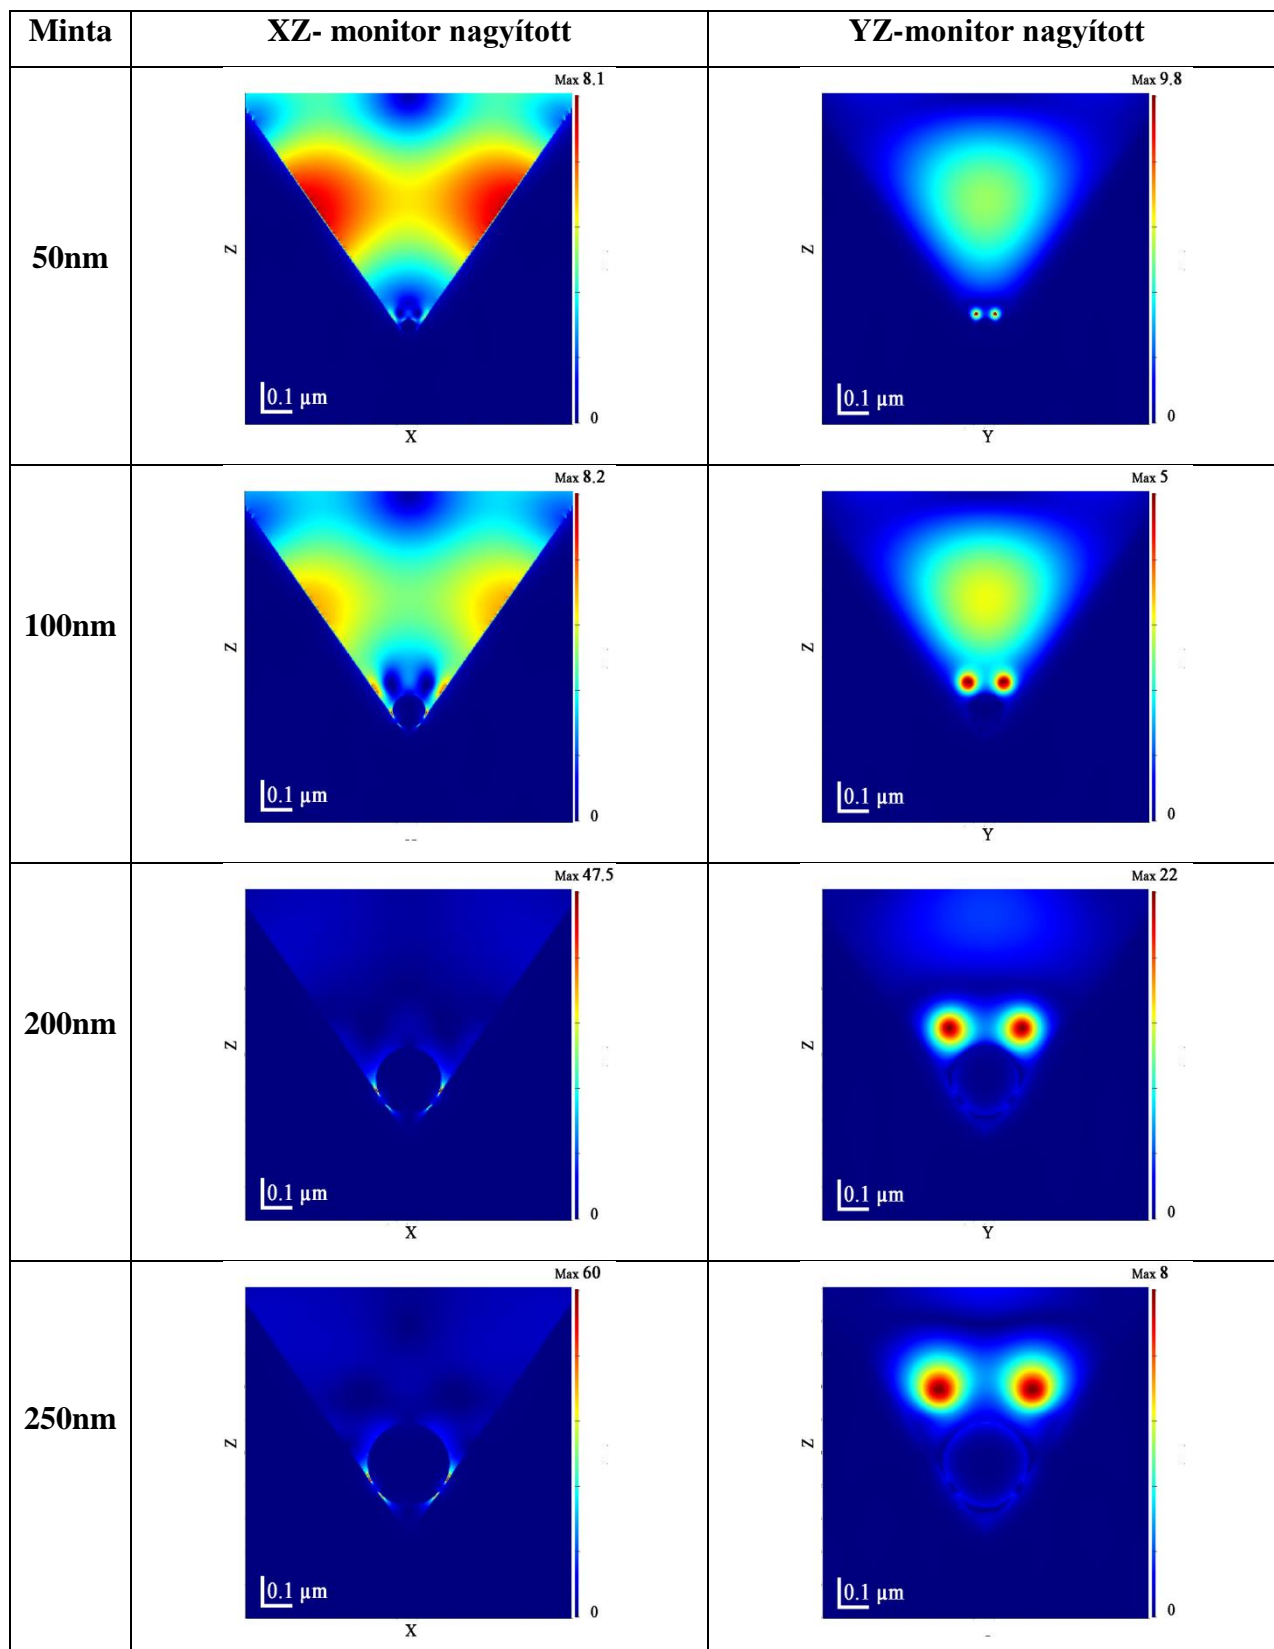 Minta XZ- monitor nagyított YZ-monitor nagyított
50nm
Max 8.1
Z
0.1 µm
0
X
Max 9.8
Z
0.1 µm
0
Y
100nm
Max 8.2
Z
0.1 µm
0
Max 5
Z
0.1 µm
0
Y
200nm
Max 47.5
Z
0.1 µm
0
X
Max 22
Z
0.1 µm
0
Y
250nm
Max 60
Z
0.1 µm
0
X
Max 8
Z
0.1 µm
0